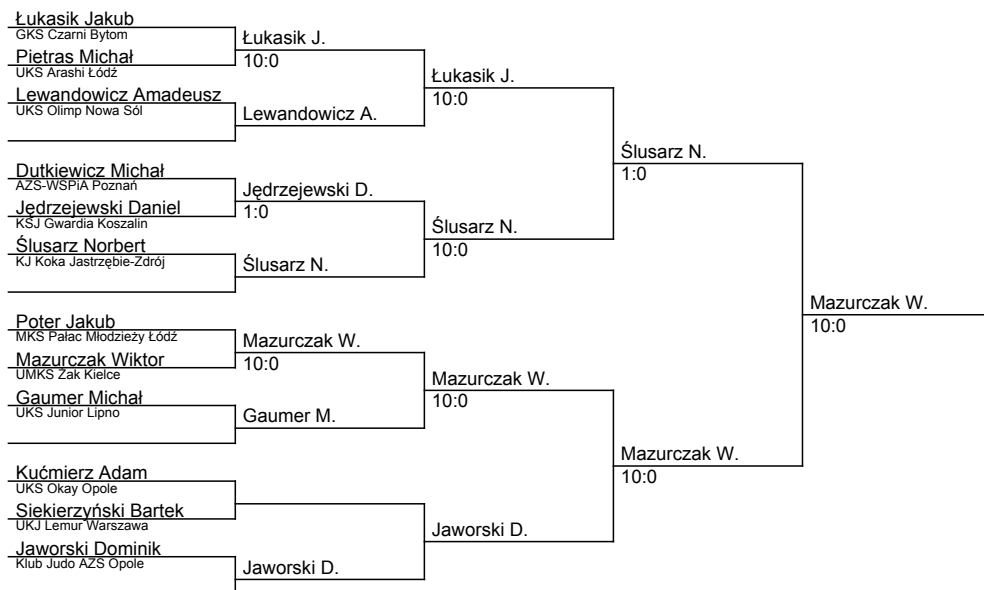 Łukasik Jakub
GKS Czarni Bytom
Pietras Michał
UKS Arashi Łódź
Lewandowicz Amadeusz
UKS Olimp Nowa Sól
Dutkiewicz Michał
AZS-WSPiA Poznań
Jędrzejewski Daniel
KSJ Gwardia Koszalin
Ślusarz Norbert
KJ Koka Jastrzębie-Zdrój
Poter Jakub
MKS Pałac Młodzieży Łódź
Mazurczak Wiktor
UMKS Żak Kielce
Gaumer Michał
UKS Junior Lipno
Kućmierz Adam
UKS Okay Opole
Siekierzyński Bartek
UKJ Lemur Warszawa
Jaworski Dominik
Klub Judo AZS Opole
Łukasik J.
10:0
Lewandowicz A.
Jędrzejewski D.
1:0
Ślusarz N.
Mazurczak W.
10:0
Gaumer M.
Jaworski D.
Łukasik J.
10:0
Ślusarz N.
10:0
Mazurczak W.
10:0
Jaworski D.
Ślusarz N.
1:0
Mazurczak W.
10:0
Mazurczak W.
10:0